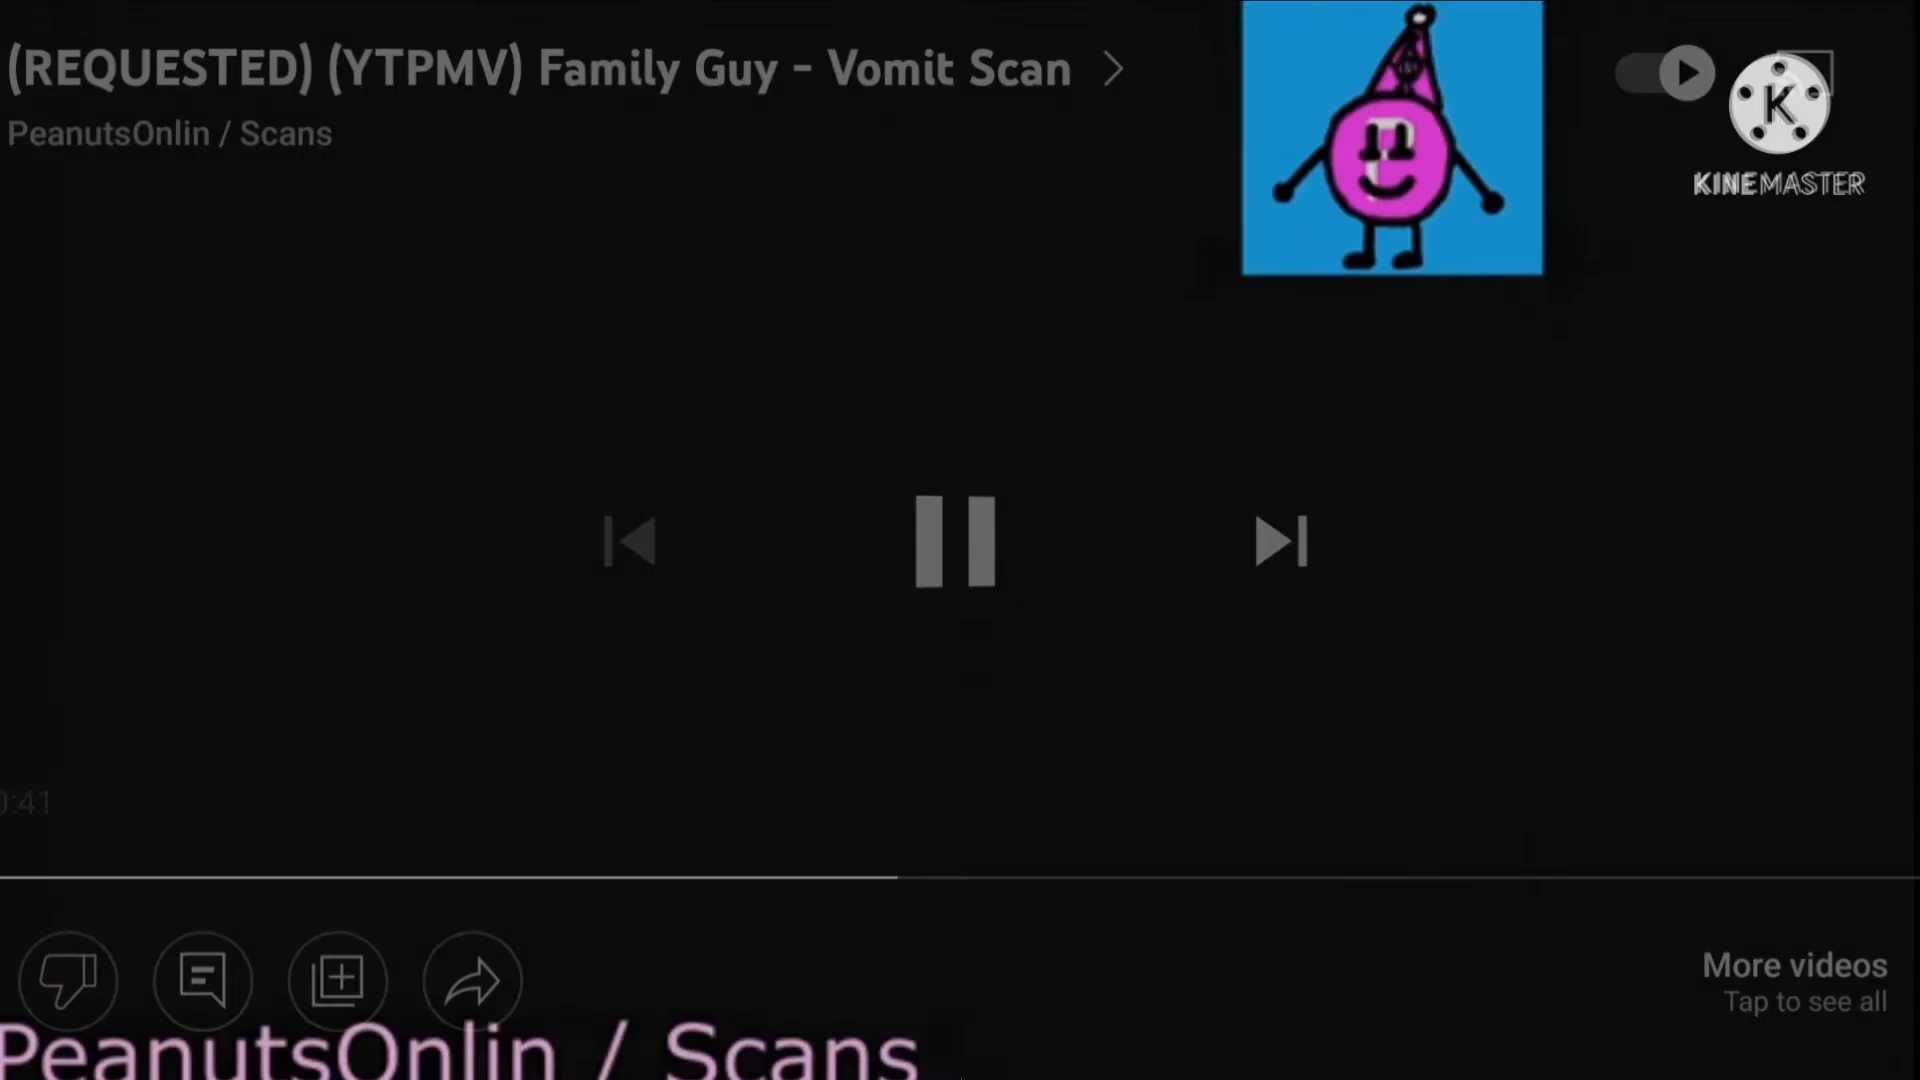 (REQUESTED) (YTPMV) Family Guy - Vomit Scan
PeanutsOnlin / Scans
K
KINEMASTER
0:41
More videos
Tap to see all
PeanutsOnlin / Scans